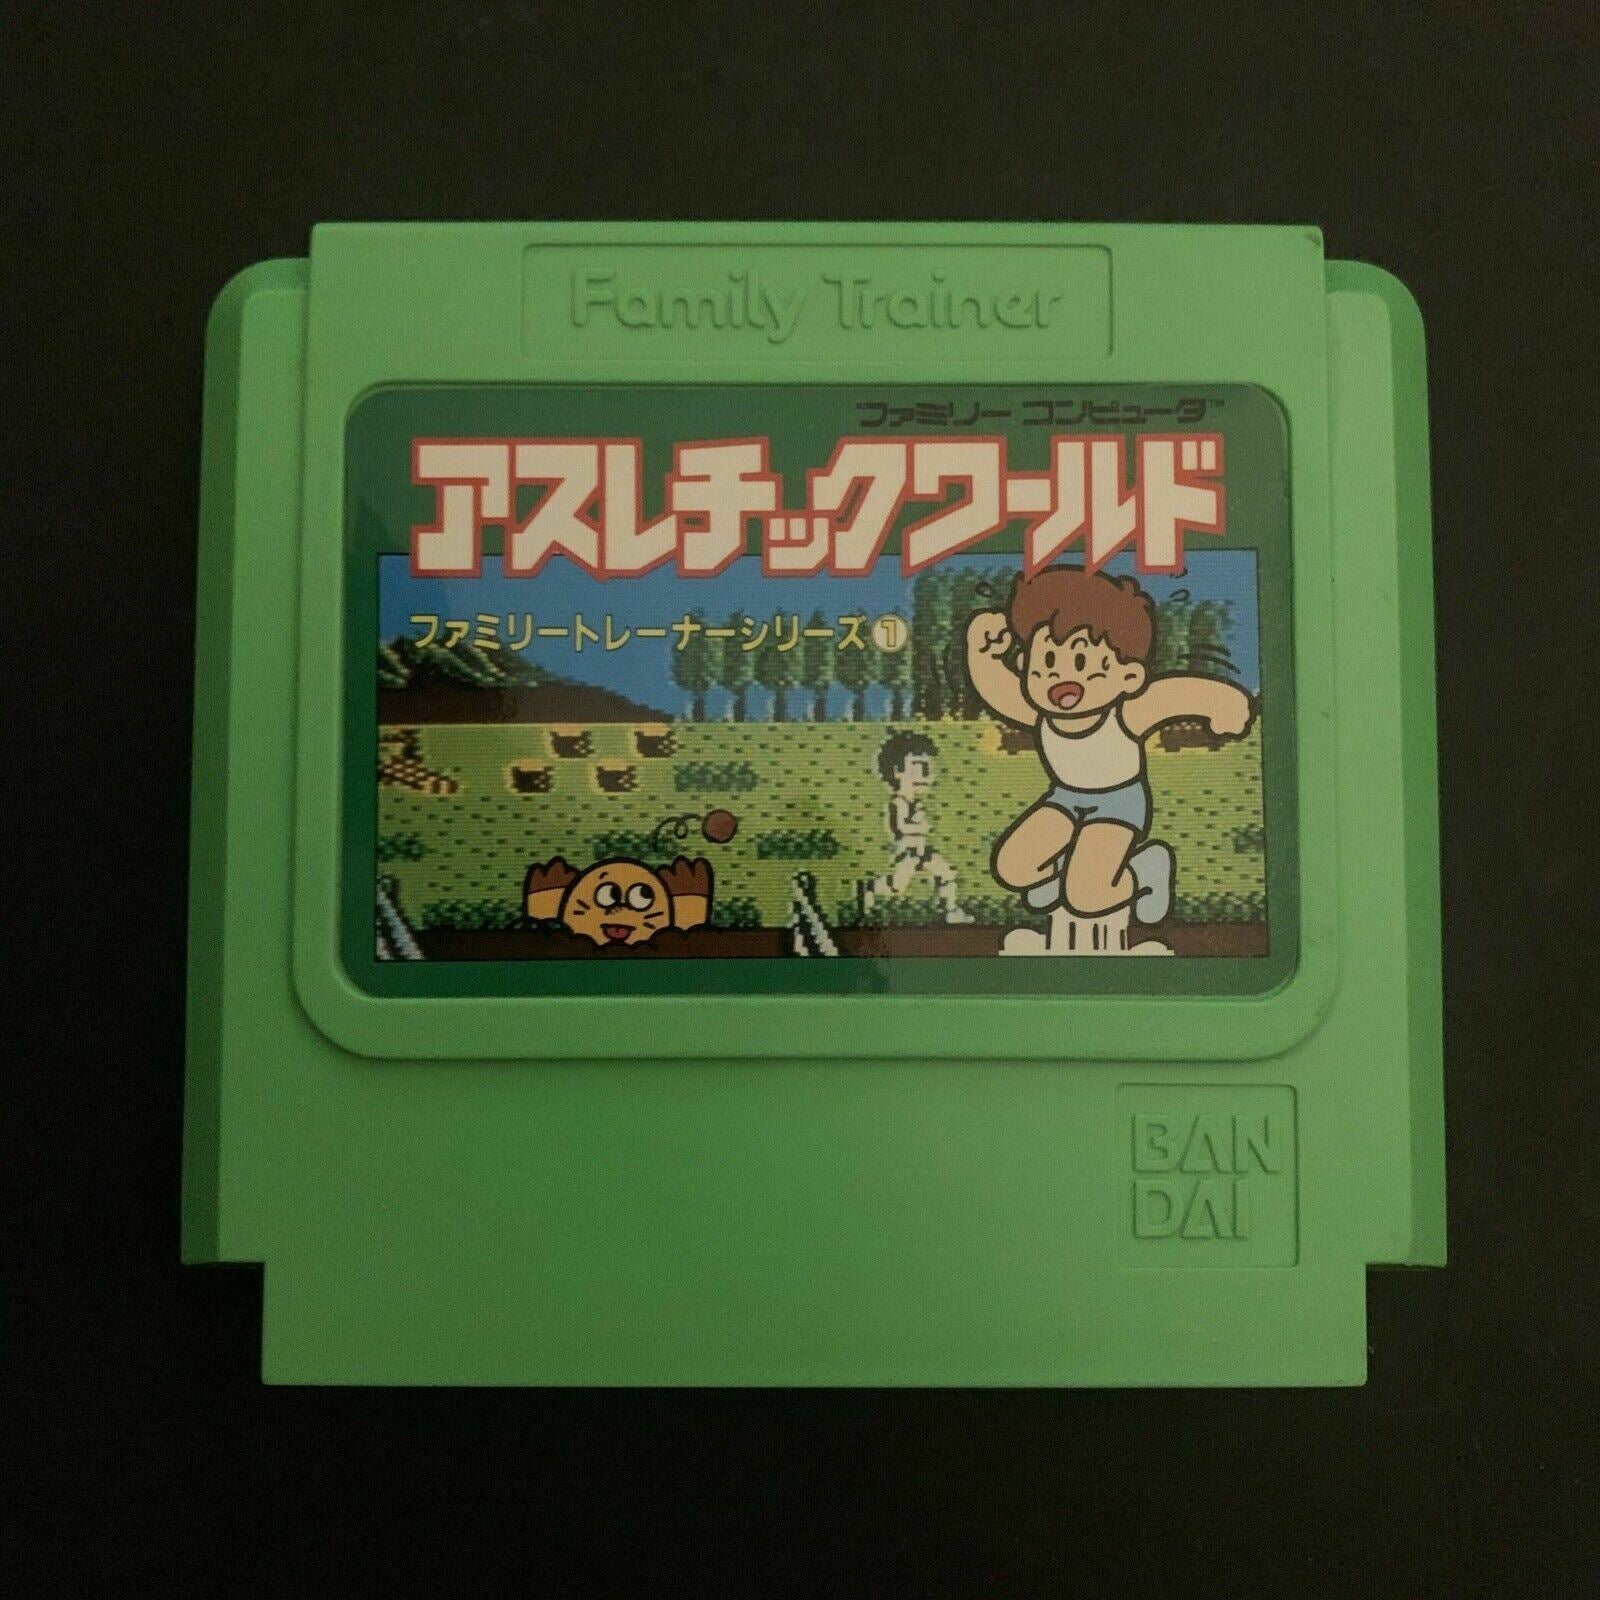 Family Trainer
ファミリー コンピュータ™
アスレチックワールド
ファミリートレーナーシリーズ①
BAN
DAI